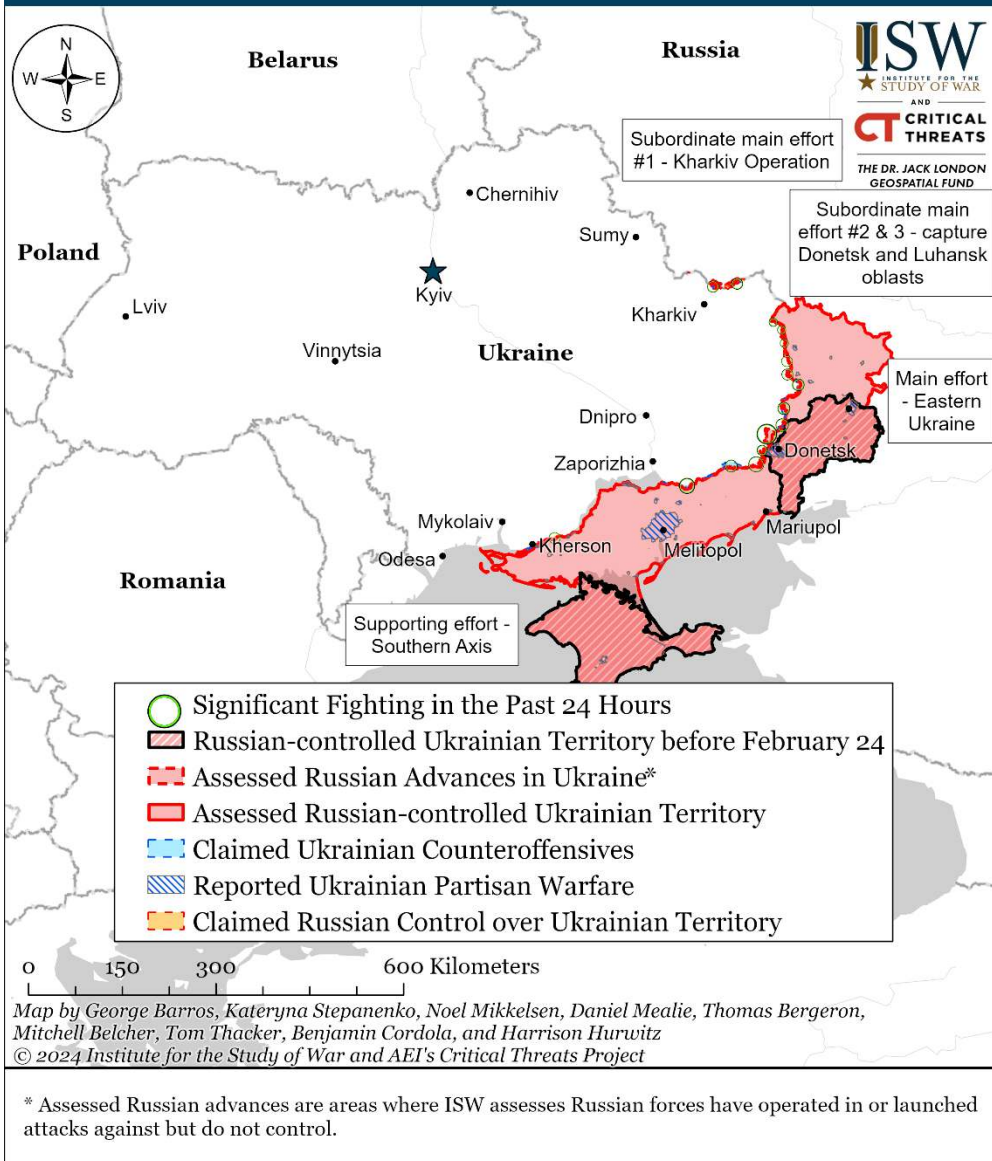 N
W
E
S
Belarus
Russia
ISW
INSTITUTE FOR THE
STUDY OF WAR
AND
CT CRITICAL
THREATS
THE DR. JACK LONDON
GEOSPATIAL FUND
Subordinate main effort
#1 - Kharkiv Operation
Subordinate main
effort #2 & 3 - capture
Donetsk and Luhansk
oblasts
Chernihiv
Sumy
Poland
Kyiv
Lviv
Kharkiv
Vinnytsia
Ukraine
Main effort
- Eastern
Ukraine
Dnipro
Donetsk
Zaporizhia
Mykolaiv
Mariupol
Kherson
Melitopol
Odesa
Romania
Supporting effort -
Southern Axis
Significant Fighting in the Past 24 Hours
Russian-controlled Ukrainian Territory before February 24
Assessed Russian Advances in Ukraine*
Assessed Russian-controlled Ukrainian Territory
Claimed Ukrainian Counteroffensives
Reported Ukrainian Partisan Warfare
Claimed Russian Control over Ukrainian Territory
0 150 300 600 Kilometers
Map by George Barros, Kateryna Stepanenko, Noel Mikkelsen, Daniel Mealie, Thomas Bergeron,
Mitchell Belcher, Tom Thacker, Benjamin Cordola, and Harrison Hurwitz
© 2024 Institute for the Study of War and AEI's Critical Threats Project
* Assessed Russian advances are areas where ISW assesses Russian forces have operated in or launched
attacks against but do not control.